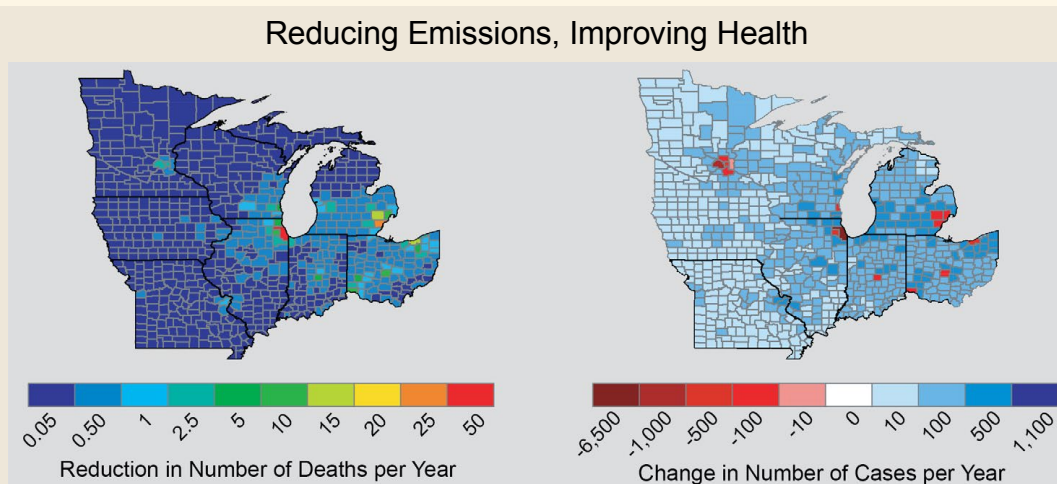 Reducing Emissions, Improving Health
0.05 0.50 1 2.5 5 10 15 20 25 50
Reduction in Number of Deaths per Year
-6,500 -1,000 -500 -100 -10 0 10 100 500 1,100
Change in Number of Cases per Year